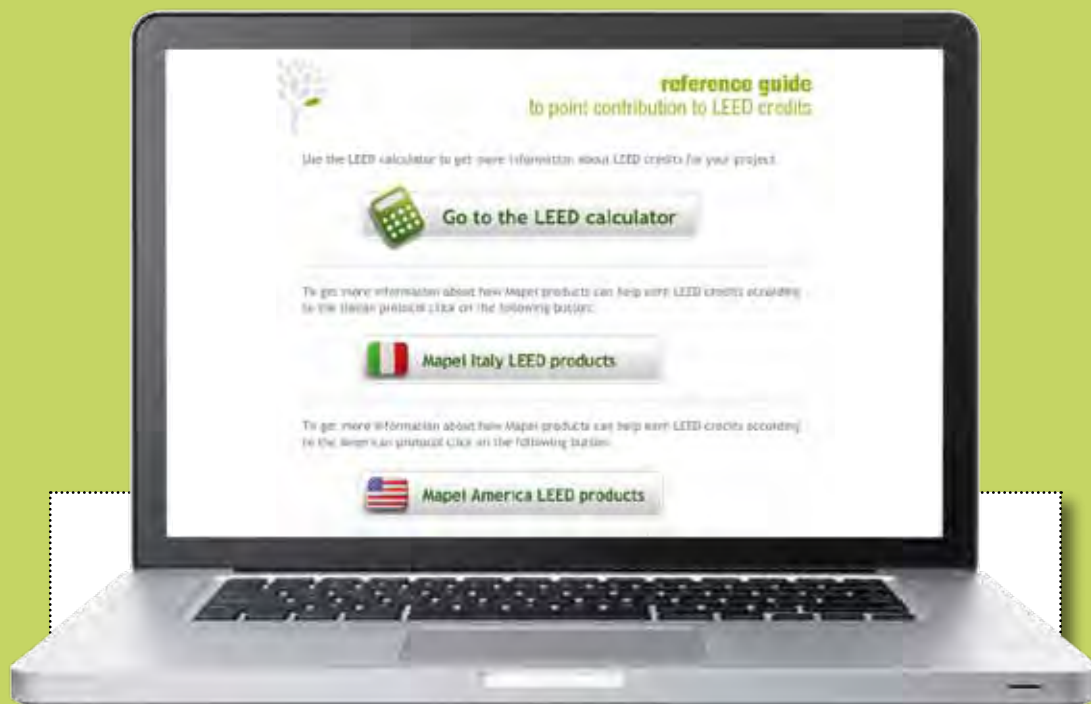 reference guide
to point contribution to LEED credits
Use the LEED calculator to get more information about LEED credits for your project
Go to the LEED calculator
To get more information about how Mapei products can help earn LEED credits according
to the Italian protocol click on the following button:
Mapei Italy LEED products
To get more information about how Mapei products can help earn LEED credits according
to the American protocol click on the following button:
Mapei America LEED products